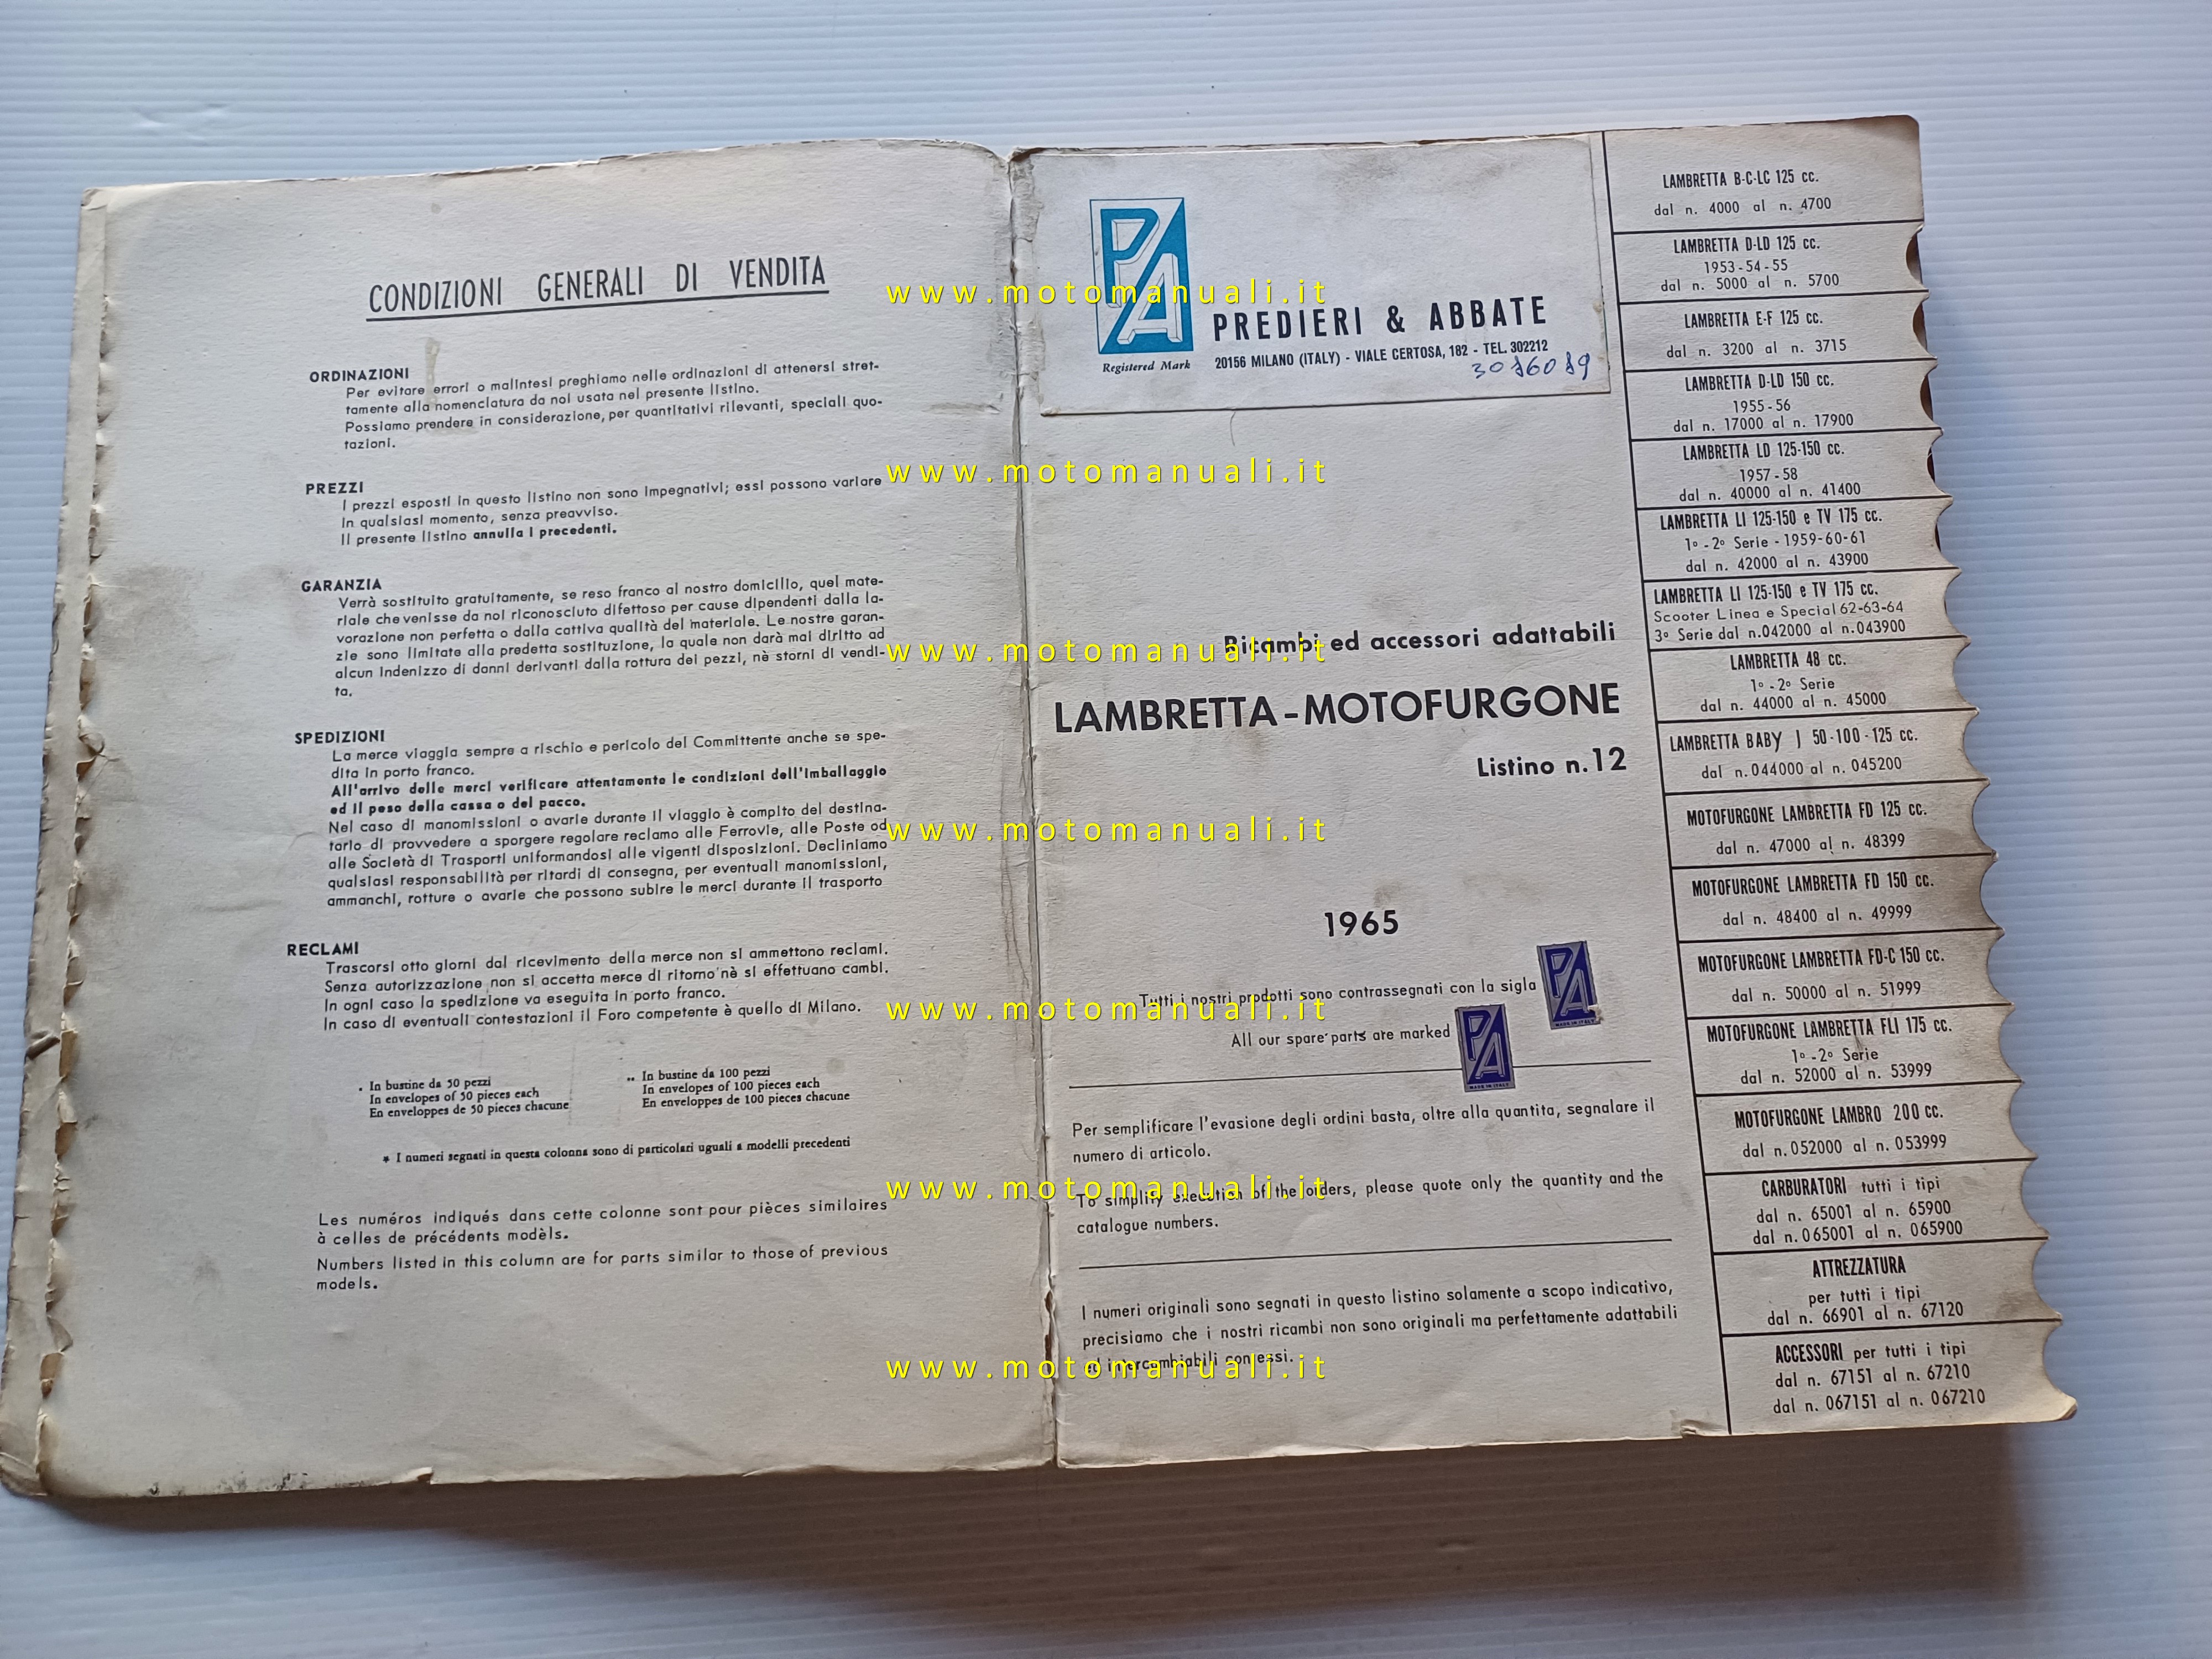 CONDIZIONI GENERALI DI VENDITA
ORDINAZIONI
Per evitare errori o malintesi preghiamo nelle ordinazioni di attenersi stret-
tamente alla nomenclatura da noi usata nel presente listino.
Possiamo prendere in considerazione, per quantitativi rilevanti, speciali quo-
tazioni.
PREZZI
I prezzi esposti in questo listino non sono impegnativi; essi possono variare
in qualsiasi momento, senza preavviso.
Il presente listino annulla i precedenti.
GARANZIA
Verrà sostituito gratuitamente, se reso franco al nostro domicilio, quel mate-
riale che venisse da noi riconosciuto difettoso per cause dipendenti dalla la-
vorazione non perfetta o dalla cattiva qualità del materiale. Le nostre garan-
zie sono limitate alla predetta sostituzione, la quale non darà mai diritto ad
alcun indenizzo di danni derivanti dalla rottura dei pezzi, nè storni di vendi-
ta.
SPEDIZIONI
La merce viaggia sempre a rischio e pericolo del Committente anche se spe-
dita in porto franco.
All'arrivo delle merci verificare attentamente le condizioni dell'imballaggio
ed il peso della cassa o del pacco.
Nel caso di manomissioni o avarie durante il viaggio è compito del destina-
tario di provvedere a sporgere regolare reclamo alle Ferrovie, alle Poste od
alle Società di Trasporti uniformandosi alle vigenti disposizioni. Decliniamo
qualsiasi responsabilità per ritardi di consegna, per eventuali manomissioni,
ammanchi, rotture o avarie che possono subire le merci durante il trasporto
RECLAMI
Trascorsi otto giorni dal ricevimento della merce non si ammettono reclami.
Senza autorizzazione non si accetta merce di ritorno nè si effettuano cambi.
In ogni caso la spedizione va eseguita in porto franco.
In caso di eventuali contestazioni il Foro competente è quello di Milano.
. In bustine da 50 pezzi
In envelopes of 50 pieces each
En enveloppes de 50 pieces chacune
.. In bustine da 100 pezzi
In envelopes of 100 pieces each
En enveloppes de 100 pieces chacune
* I numeri segnati in questa colonna sono di particolari uguali a modelli precedenti
Les numéros indiqués dans cette colonne sont pour pièces similaires
à celles de précédents modèls.
Numbers listed in this column are for parts similar to those of previous
models.
PA
Registered Mark
PREDIERI & ABBATE
20156 MILANO (ITALY) - VIALE CERTOSA, 182 - TEL. 302212
3086089
Ricambi ed accessori adattabili
LAMBRETTA-MOTOFURGONE
Listino n.12
1965
Tutti i nostri prodotti sono contrassegnati con la sigla
PA
MADE IN ITALY
All our spare parts are marked
PA
MADE IN ITALY
Per semplificare l'evasione degli ordini basta, oltre alla quantita, segnalare il
numero di articolo.
To simplify execution of the orders, please quote only the quantity and the
catalogue numbers.
I numeri originali sono segnati in questo listino solamente a scopo indicativo,
precisiamo che i nostri ricambi non sono originali ma perfettamente adattabili
ed intercambiabili con essi.
LAMBRETTA B-C-LC 125 cc.
dal n. 4000 al n. 4700
LAMBRETTA D-LD 125 cc.
1953-54-55
dal n. 5000 al n. 5700
LAMBRETTA E-F 125 cc.
dal n. 3200 al n. 3715
LAMBRETTA D-LD 150 cc.
1955-56
dal n. 17000 al n. 17900
LAMBRETTA LD 125-150 cc.
1957-58
dal n. 40000 al n. 41400
LAMBRETTA LI 125-150 e TV 175 cc.
1º-2º Serie - 1959-60-61
dal n. 42000 al n. 43900
LAMBRETTA LI 125-150 e TV 175 cc.
Scooter Linea e Special 62-63-64
3º Serie dal n.042000 al n.043900
LAMBRETTA 48 cc.
1º-2º Serie
dal n. 44000 al n. 45000
LAMBRETTA BABY J 50-100-125 cc.
dal n.044000 al n. 045200
MOTOFURGONE LAMBRETTA FD 125 cc.
dal n. 47000 al n. 48399
MOTOFURGONE LAMBRETTA FD 150 cc.
dal n. 48400 al n. 49999
MOTOFURGONE LAMBRETTA FD-C 150 cc.
dal n. 50000 al n. 51999
MOTOFURGONE LAMBRETTA FLI 175 cc.
1º-2º Serie
dal n. 52000 al n. 53999
MOTOFURGONE LAMBRO 200 cc.
dal n.052000 al n.053999
CARBURATORI tutti i tipi
dal n. 65001 al n. 65900
dal n.065001 al n. 065900
ATTREZZATURA
per tutti i tipi
dal n. 66901 al n. 67120
ACCESSORI per tutti i tipi
dal n. 67151 al n. 67210
dal n. 067151 al n. 067210
www.motomanuali.it
www.motomanuali.it
www.motomanuali.it
www.motomanuali.it
www.motomanuali.it
www.motomanuali.it
www.motomanuali.it